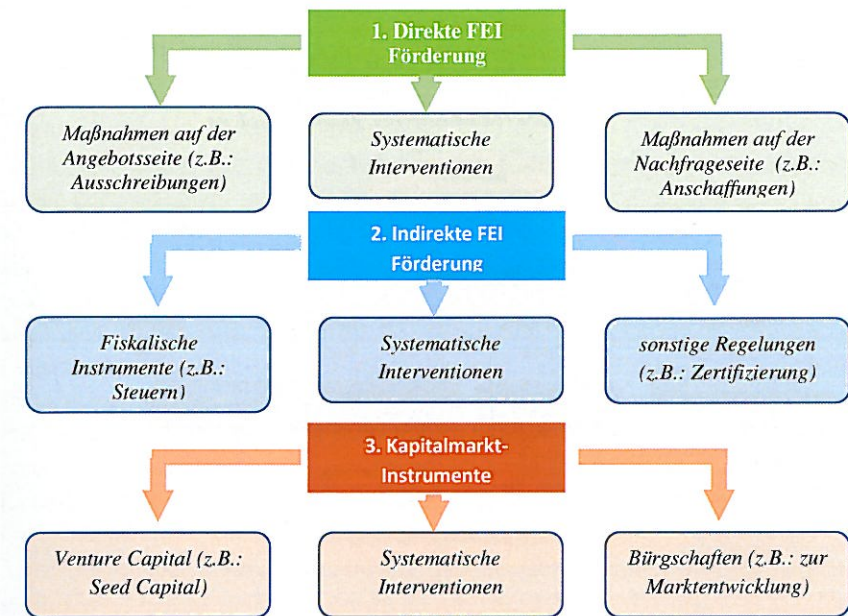 1. Direkte FEI
Förderung
Maßnahmen auf der
Angebotsseite (z.B.:
Ausschreibungen)
Systematische
Interventionen
Maßnahmen auf der
Nachfrageseite (z.B.:
Anschaffungen)
2. Indirekte FEI
Förderung
Fiskalische
Instrumente (z.B.:
Steuern)
Systematische
Interventionen
sonstige Regelungen
(z.B.: Zertifizierung)
3. Kapitalmarkt-
Instrumente
Venture Capital (z.B.:
Seed Capital)
Systematische
Interventionen
Bürgschaften (z.B.: zur
Marktentwicklung)